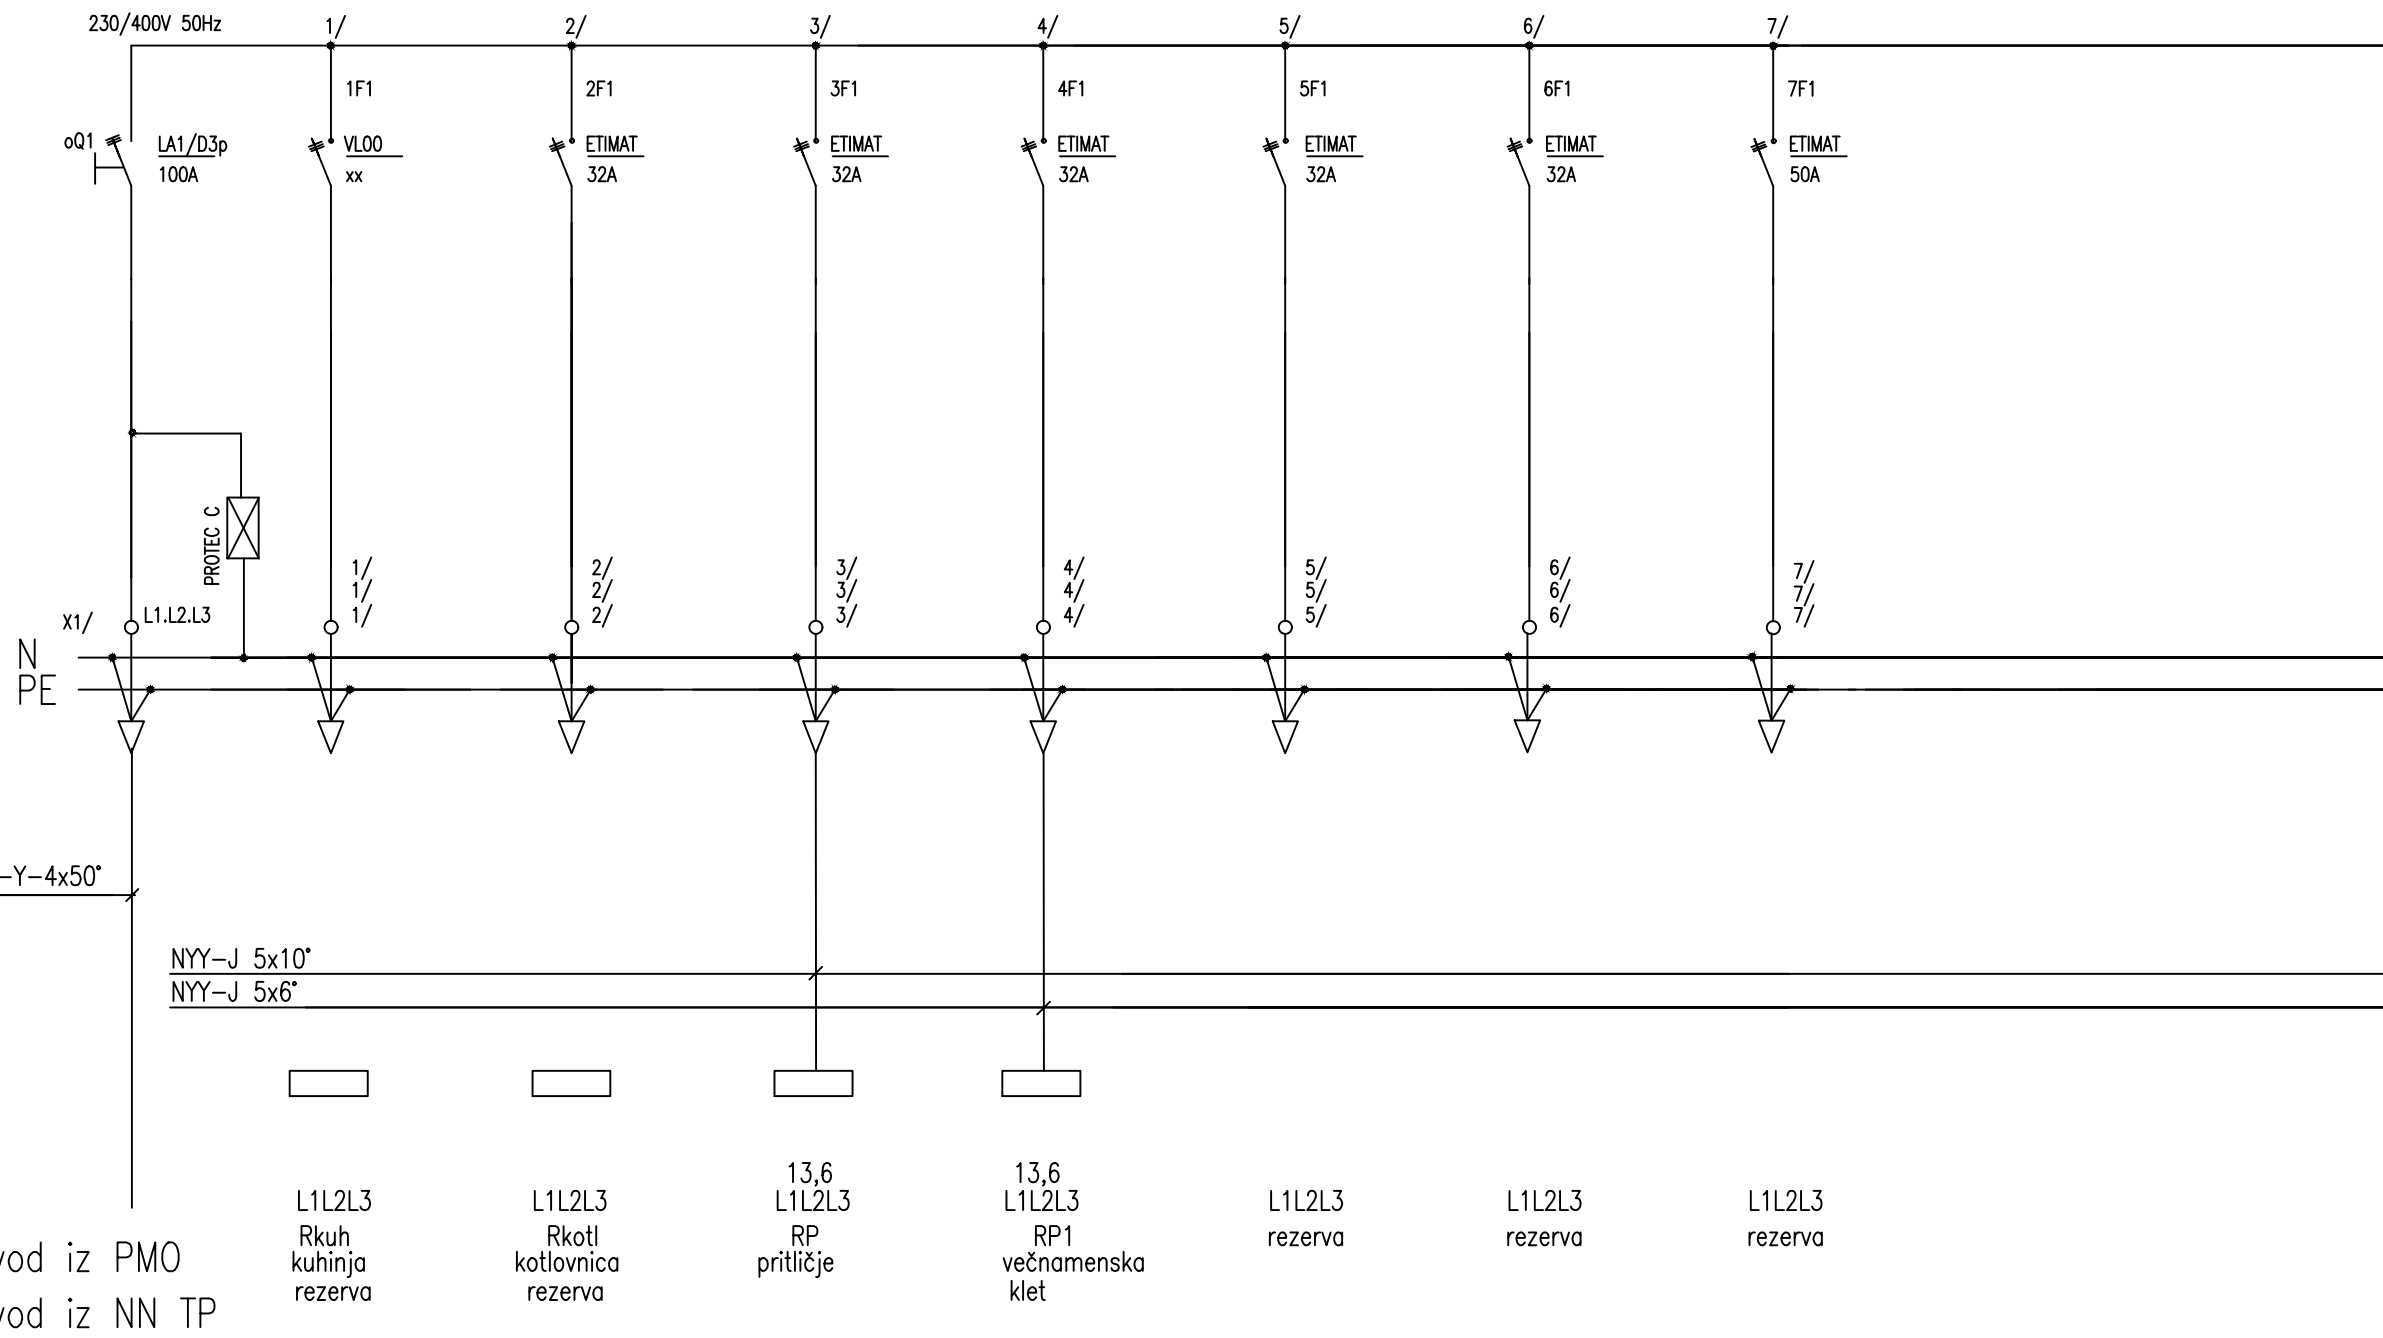 230/400V 50Hz
1/ 2/ 3/ 4/ 5/ 6/ 7/
1F1 2F1 3F1 4F1 5F1 6F1 7F1
oQ1 LA1/D3p VL00 ETIMAT ETIMAT ETIMAT ETIMAT ETIMAT ETIMAT
100A xx 32A 32A 32A 32A 32A 50A
PROTEC C
1/ 2/ 3/ 4/ 5/ 6/ 7/
1/ 2/ 3/ 4/ 5/ 6/ 7/
X1/ L1.L2.L3 1/ 2/ 3/ 4/ 5/ 6/ 7/
N
PE
-Y-4x50°
NYY-J 5x10°
NYY-J 5x6°
13,6 13,6
L1L2L3 L1L2L3 L1L2L3 L1L2L3 L1L2L3 L1L2L3 L1L2L3
Rkuh Rkotl RP RP1 rezerva rezerva rezerva
kuhinja kotlovnica pritličje večnamenska
rezerva rezerva klet
vod iz PMO
vod iz NN TP